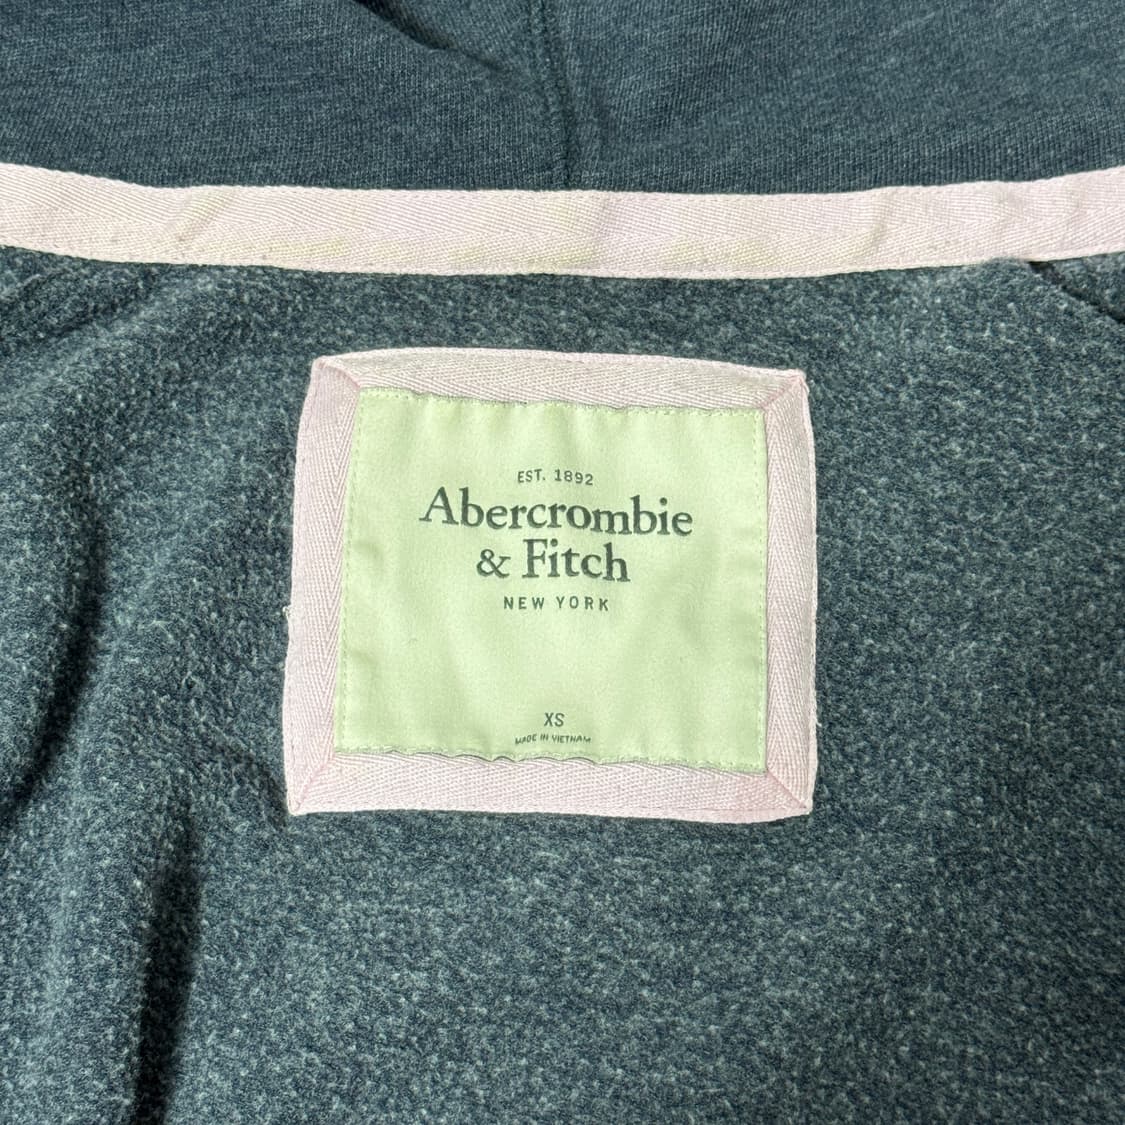 EST. 1892
Abercrombie
& Fitch
NEW YORK
XS
MADE IN VIETNAM